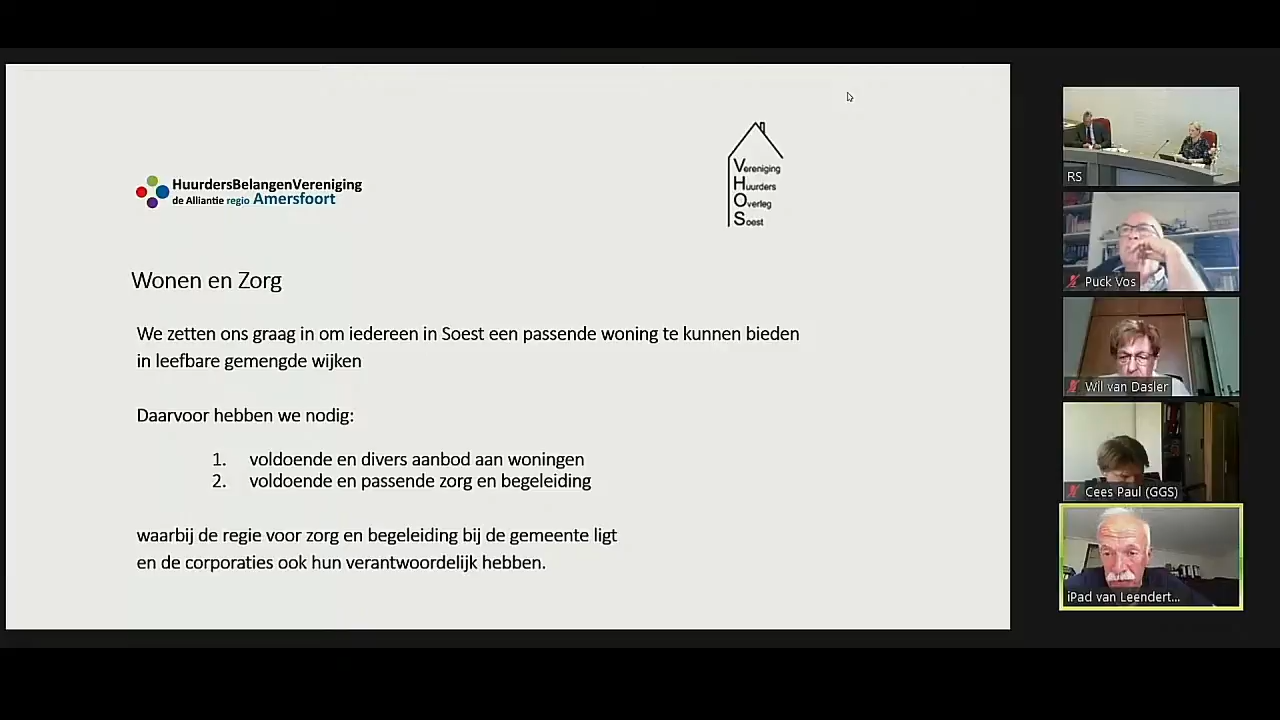 HuurdersBelangenVereniging
de Alliantie regio Amersfoort
Vereniging
Huurders
Overleg
Soest
Wonen en Zorg
We zetten ons graag in om iedereen in Soest een passende woning te kunnen bieden
in leefbare gemengde wijken
Daarvoor hebben we nodig:
1. voldoende en divers aanbod aan woningen
2. voldoende en passende zorg en begeleiding
waarbij de regie voor zorg en begeleiding bij de gemeente ligt
en de corporaties ook hun verantwoordelijk hebben.
RS
Puck Vos
Wil van Dasler
Cees Paul (GGS)
iPad van Leendert...